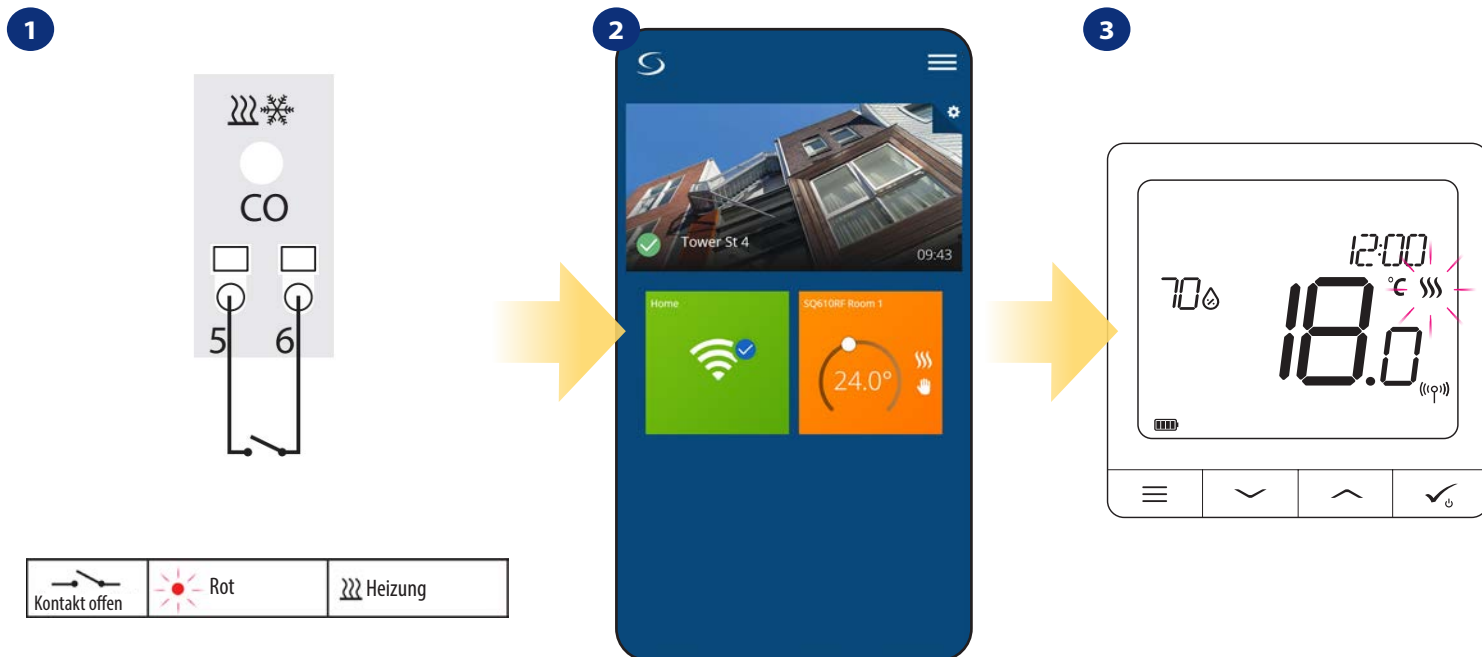 1
CO
5 6
Kontakt offen
Rot
Heizung
2
Tower St 4
09:43
Home
SQ610RF Room 1
24.0°
3
12:00
70
18.0 °C